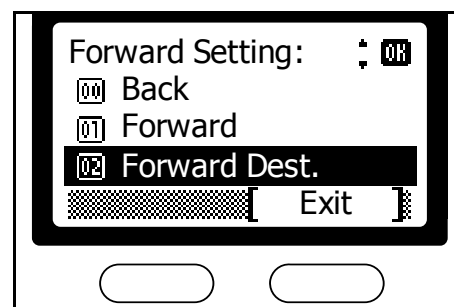 Forward Setting: OK
00 Back
01 Forward
02 Forward Dest.
[ Exit ]